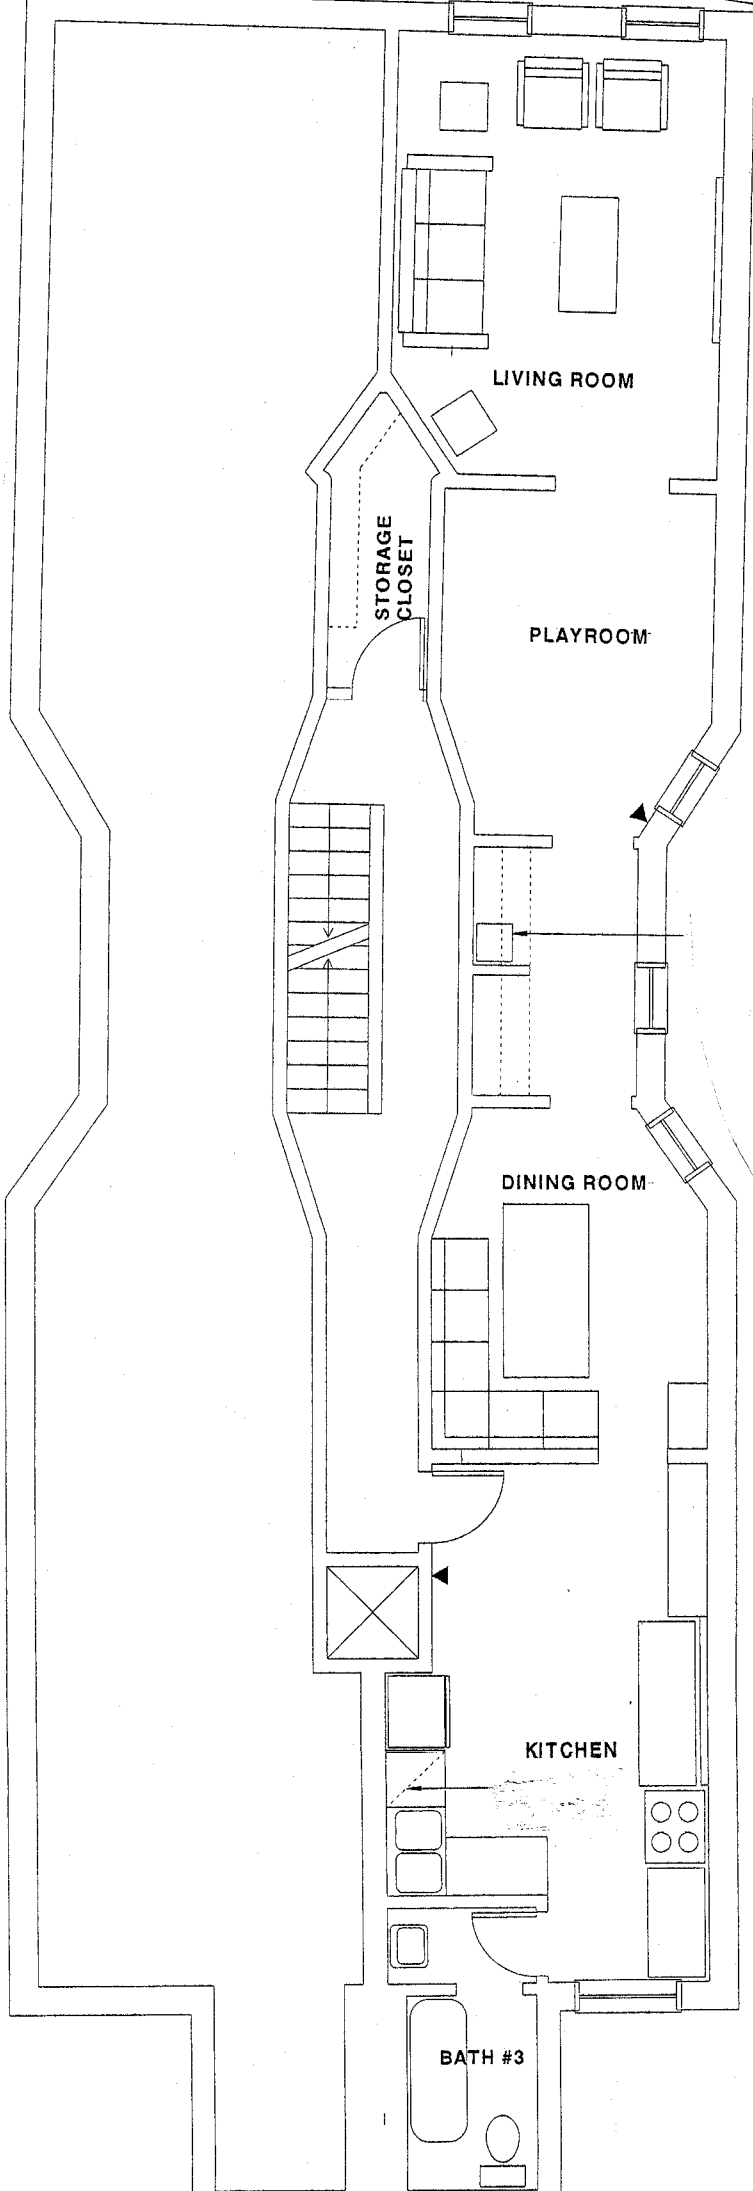 LIVING ROOM
STORAGE
CLOSET
PLAYROOM
DINING ROOM
KITCHEN
BATH #3